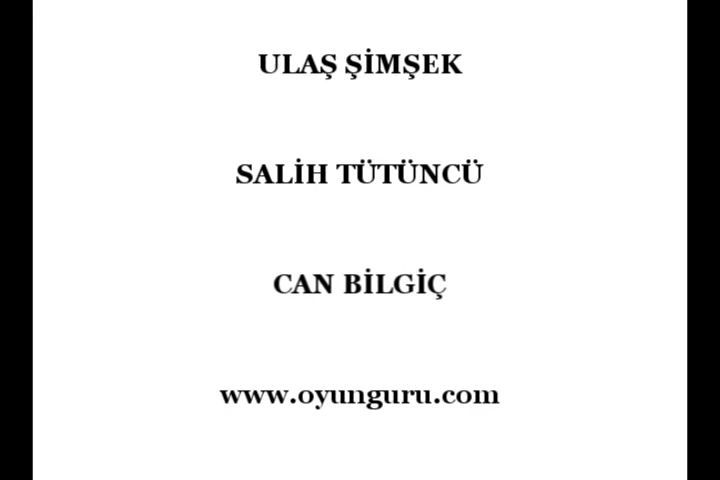 ULAŞ ŞİMŞEK
SALİH TÜTÜNCÜ
CAN BİLGİÇ
www.oyunguru.com